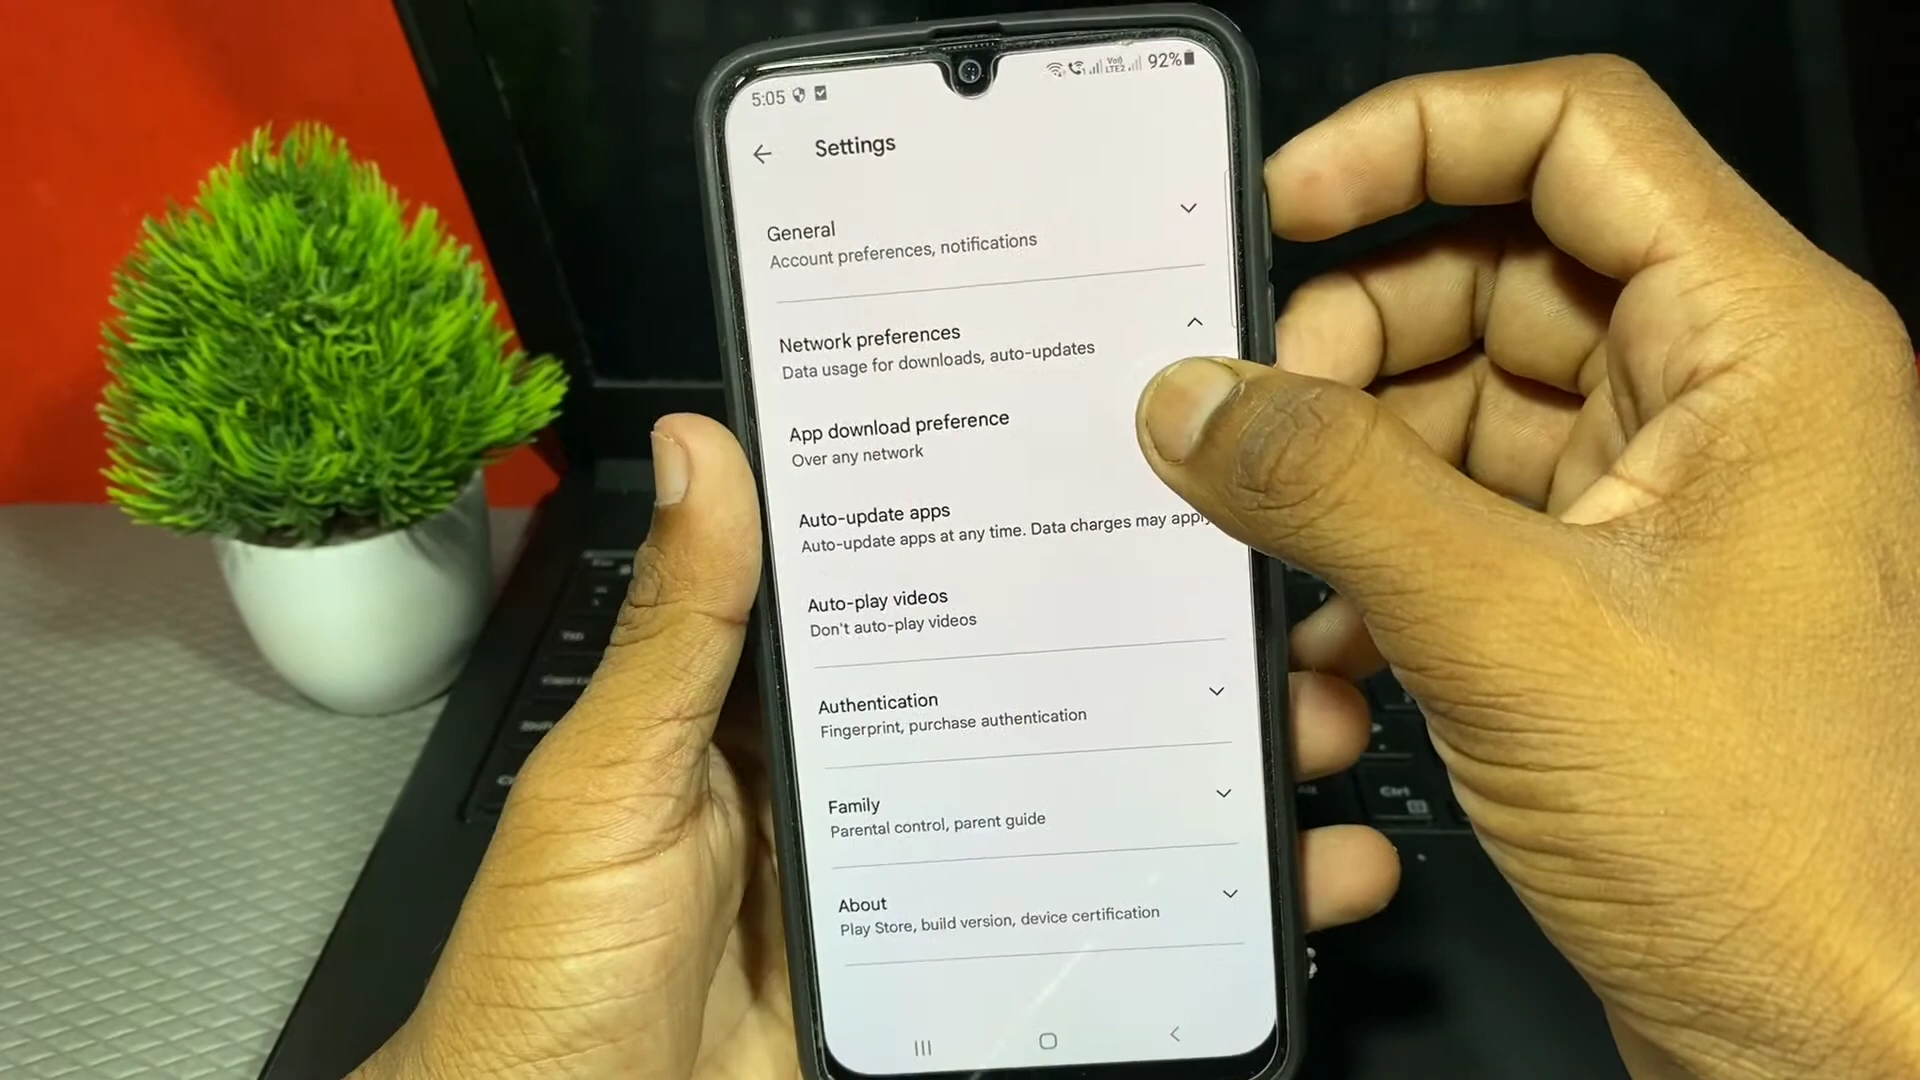 5:05 92%
Settings
General
Account preferences, notifications
Network preferences
Data usage for downloads, auto-updates
App download preference
Over any network
Auto-update apps
Auto-update apps at any time. Data charges may apply
Auto-play videos
Don't auto-play videos
Authentication
Fingerprint, purchase authentication
Family
Parental control, parent guide
About
Play Store, build version, device certification
Ctrl